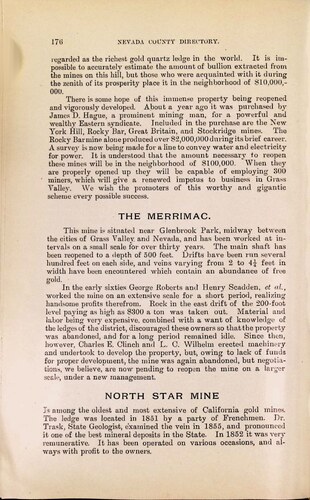 176 NEVADA COUNTY DIRECTORY.
regarded as the richest gold quartz ledge in the world. It is im-
possible to accurately estimate the amount of bullion extracted from
the mines on this hill, but those who were acquainted with it during
the zenith of its prosperity place it in the neighborhood of $10,000,-
000.
There is some hope of this immense property being reopened
and vigorously developed. About a year ago it was purchased by
James D. Hague, a prominent mining man, for a powerful and
wealthy Eastern syndicate. Included in the purchase are the New
York Hill, Rocky Bar, Great Britain, and Stockridge mines. The
Rocky Bar mine alone produced over $2,000,000 during its brief career.
A survey is now being made for a line to convey water and electricity
for power. It is understood that the amount necessary to reopen
these mines will be in the neighborhood of $100,000. When they
are properly opened up they will be capable of employing 300
miners, which will give a renewed impetus to business in Grass
Valley. We wish the promoters of this worthy and gigantic
scheme every possible success.
THE MERRIMAC.
This mine is situated near Glenbrook Park, midway between
the cities of Grass Valley and Nevada, and has been worked at in-
tervals on a small scale for over thirty years. The main shaft has
been reopened to a depth of 500 feet. Drifts have been run several
hundred feet on each side, and veins varying from 2 to 4½ feet in
width have been encountered which contain an abundance of free
gold.
In the early sixties George Roberts and Henry Scadden, et al.,
worked the mine on an extensive scale for a short period, realizing
handsome profits therefrom. Rock in the east drift of the 200-foot
level paying as high as $300 a ton was taken out. Material and
labor being very expensive, combined with a want of knowledge of
the ledges of the district, discouraged these owners so that the property
was abandoned, and for a long period remained idle. Since then,
however, Charles E. Clinch and L. C. Wilhelm erected machinery
and undertook to develop the property, but, owing to lack of funds
for proper development, the mine was again abandoned, but negotia-
tions, we believe, are now pending to reopen the mine on a larger
scale, under a new management.
NORTH STAR MINE
Is among the oldest and most extensive of California gold mines.
The ledge was located in 1851 by a party of Frenchmen. Dr.
Trask, State Geologist, examined the vein in 1855, and pronounced
it one of the best mineral deposits in the State. In 1852 it was very
remunerative. It has been operated on various occasions, and al-
ways with profit to the owners.